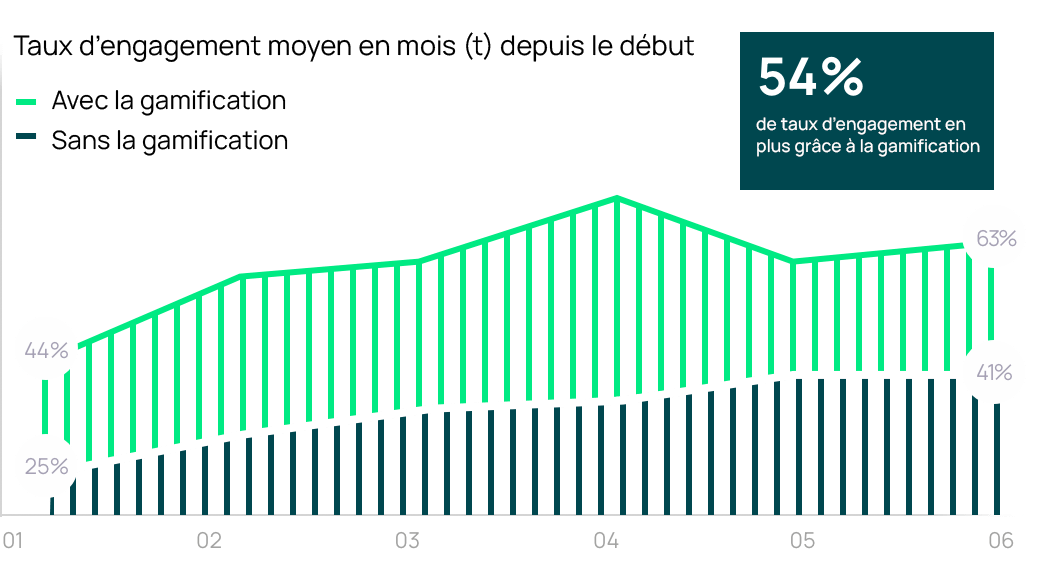 Taux d'engagement moyen en mois (t) depuis le début
Avec la gamification
Sans la gamification
54%
de taux d'engagement en
plus grâce à la gamification
63%
44%
41%
25%
01 02 03 04 05 06